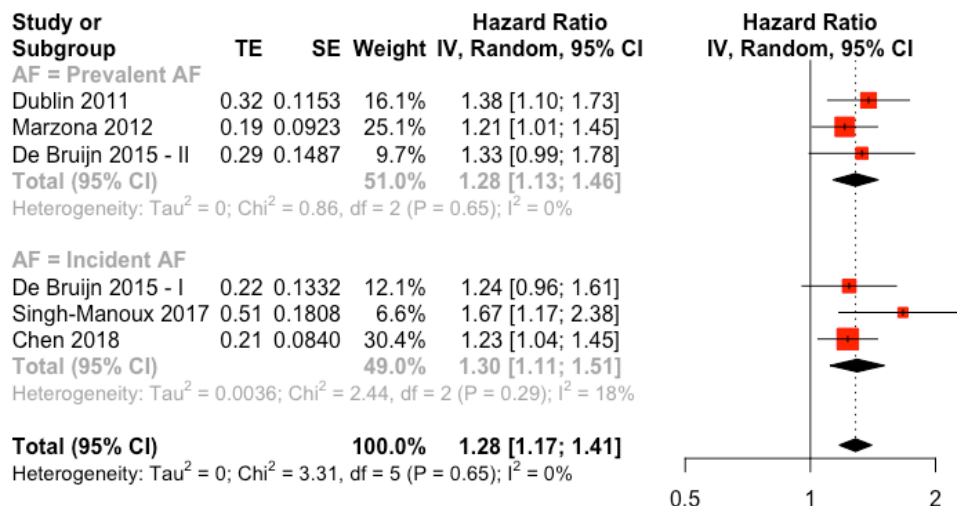 Study or Hazard Ratio Hazard Ratio
Subgroup TE SE Weight IV, Random, 95% CI IV, Random, 95% CI
AF = Prevalent AF
Dublin 2011 0.32 0.1153 16.1% 1.38 [1.10; 1.73]
Marzona 2012 0.19 0.0923 25.1% 1.21 [1.01; 1.45]
De Bruijn 2015 - II 0.29 0.1487 9.7% 1.33 [0.99; 1.78]
Total (95% CI) 51.0% 1.28 [1.13; 1.46]
Heterogeneity: Tau² = 0; Chi² = 0.86, df = 2 (P = 0.65); I² = 0%
AF = Incident AF
De Bruijn 2015 - I 0.22 0.1332 12.1% 1.24 [0.96; 1.61]
Singh-Manoux 2017 0.51 0.1808 6.6% 1.67 [1.17; 2.38]
Chen 2018 0.21 0.0840 30.4% 1.23 [1.04; 1.45]
Total (95% CI) 49.0% 1.30 [1.11; 1.51]
Heterogeneity: Tau² = 0.0036; Chi² = 2.44, df = 2 (P = 0.29); I² = 18%
Total (95% CI) 100.0% 1.28 [1.17; 1.41]
Heterogeneity: Tau² = 0; Chi² = 3.31, df = 5 (P = 0.65); I² = 0%
0.5 1 2